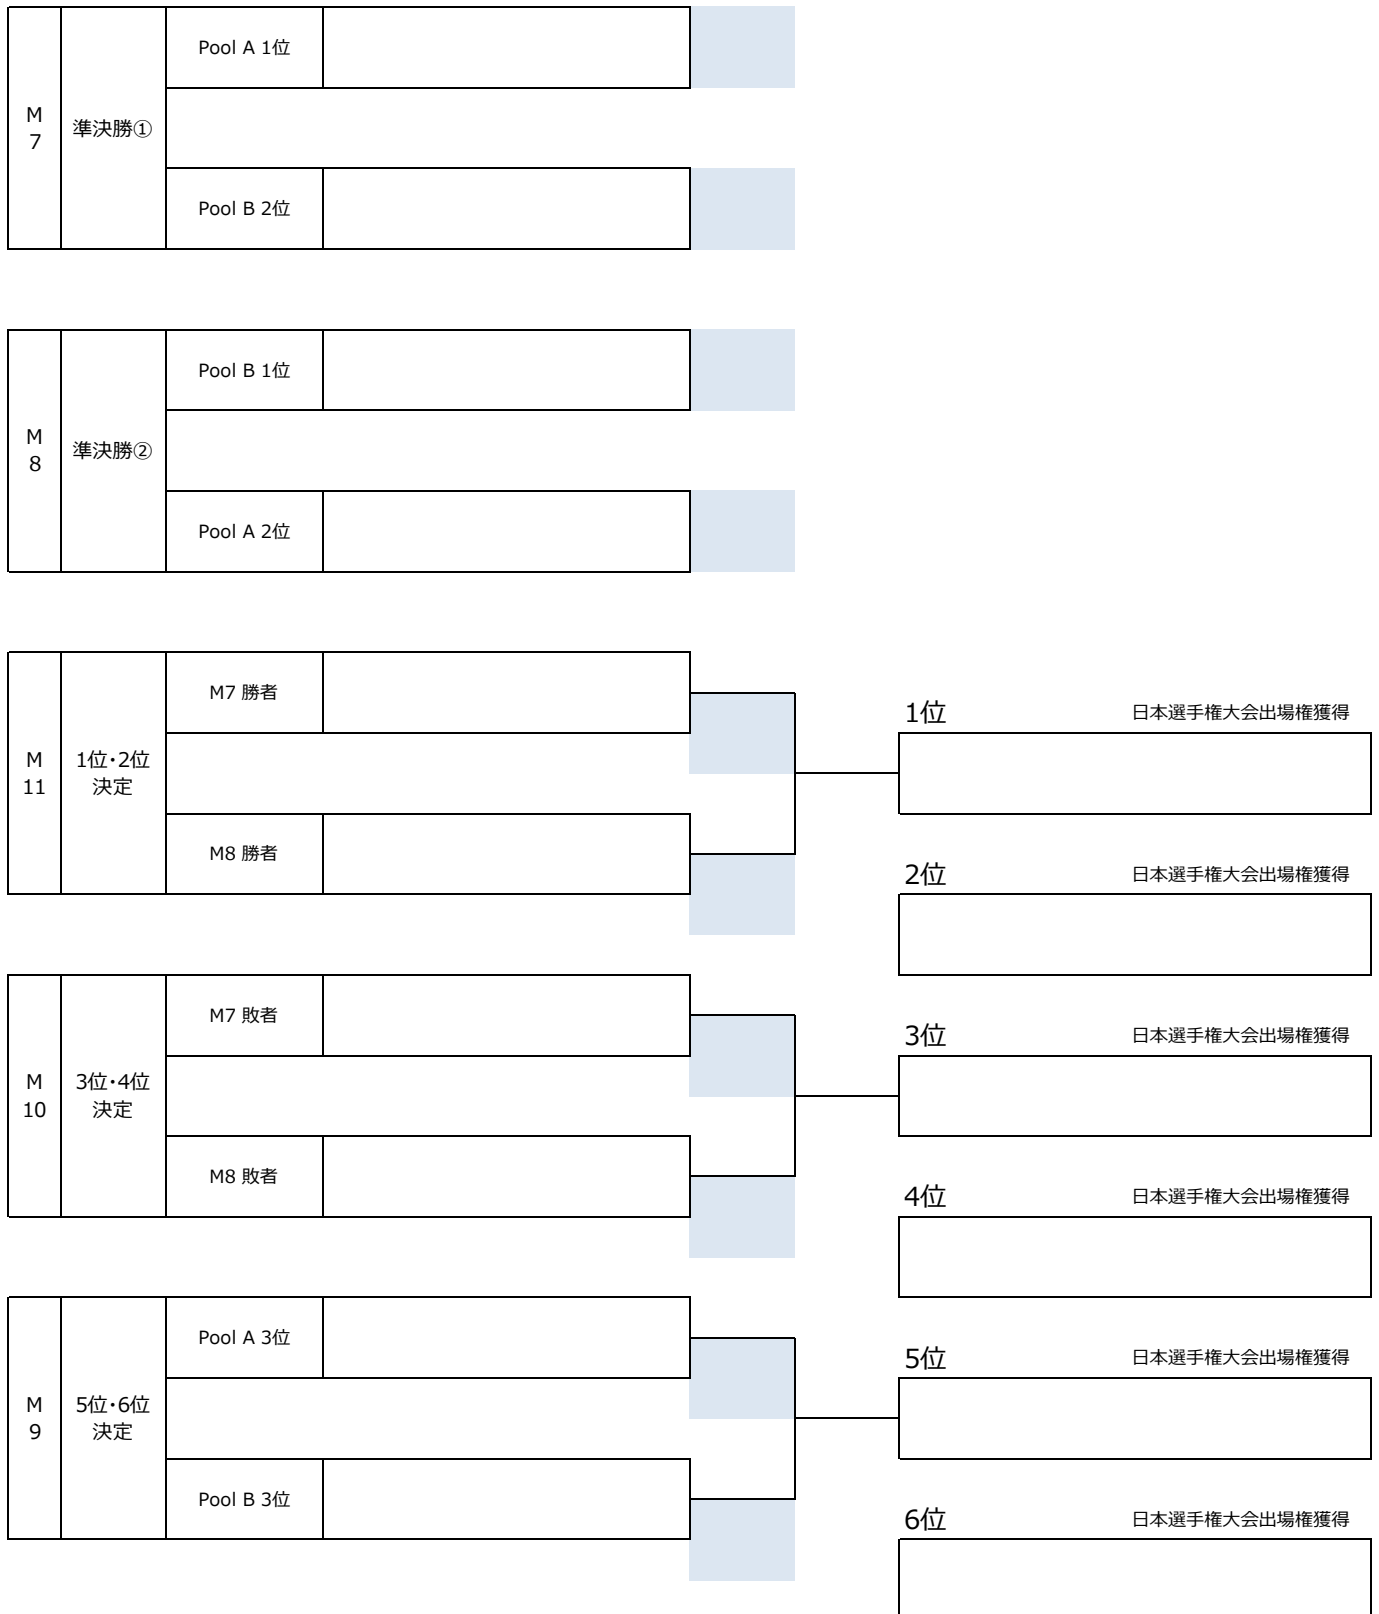 Pool A 1位
M
7
準決勝①
Pool B 2位
Pool B 1位
M
8
準決勝②
Pool A 2位
M7 勝者
1位 日本選手権大会出場権獲得
M
11
1位・2位
決定
M8 勝者
2位 日本選手権大会出場権獲得
M7 敗者
3位 日本選手権大会出場権獲得
M
10
3位・4位
決定
M8 敗者
4位 日本選手権大会出場権獲得
Pool A 3位
5位 日本選手権大会出場権獲得
M
9
5位・6位
決定
Pool B 3位
6位 日本選手権大会出場権獲得